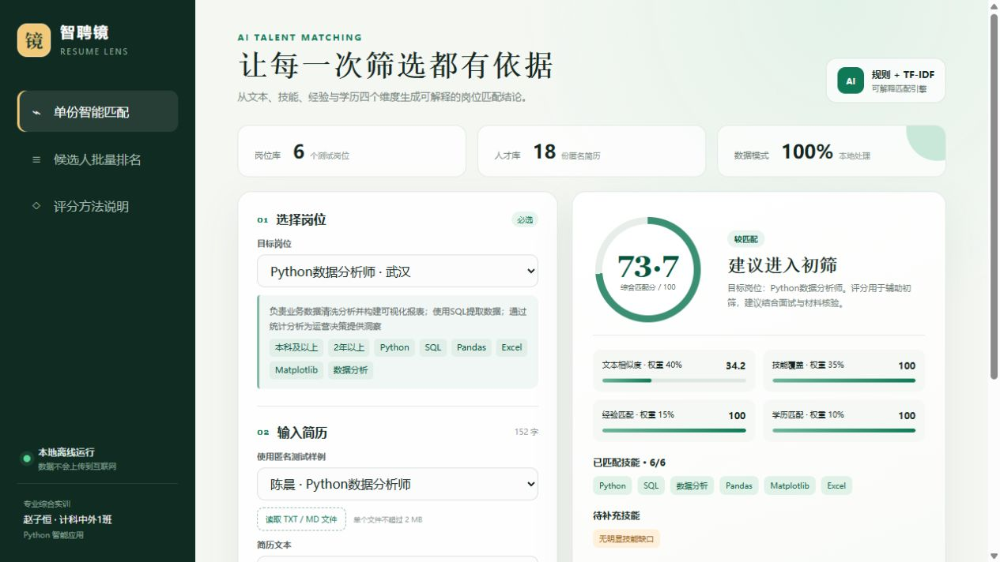 镜
智聘镜
RESUME LENS
单份智能匹配
候选人批量排名
评分方法说明
本地离线运行
数据不会上传到互联网
专业综合实训
赵子恒 · 计科中外1班
Python 智能应用
AI TALENT MATCHING
让每一次筛选都有依据
从文本、技能、经验与学历四个维度生成可解释的岗位匹配结论。
AI
规则 + TF-IDF
可解释匹配引擎
岗位库 6 个测试岗位
人才库 18 份匿名简历
数据模式 100% 本地处理
01 选择岗位 必选
目标岗位
Python数据分析师 · 武汉
负责业务数据清洗分析并构建可视化报表；使用SQL提取数据；通过
统计分析为运营决策提供洞察
本科及以上 2年以上 Python SQL Pandas Excel
Matplotlib 数据分析
02 输入简历 152 字
使用匿名测试样例
陈晨 · Python数据分析师
读取 TXT / MD 文件 单个文件不超过 2 MB
简历文本
73.7
综合匹配分 / 100
较匹配
建议进入初筛
目标岗位：Python数据分析师。评分用于辅助初
筛，建议结合面试与材料核验。
文本相似度 · 权重 40% 34.2
技能覆盖 · 权重 35% 100
经验匹配 · 权重 15% 100
学历匹配 · 权重 10% 100
已匹配技能 · 6/6
Python SQL 数据分析 Pandas Matplotlib Excel
待补充技能
无明显技能缺口